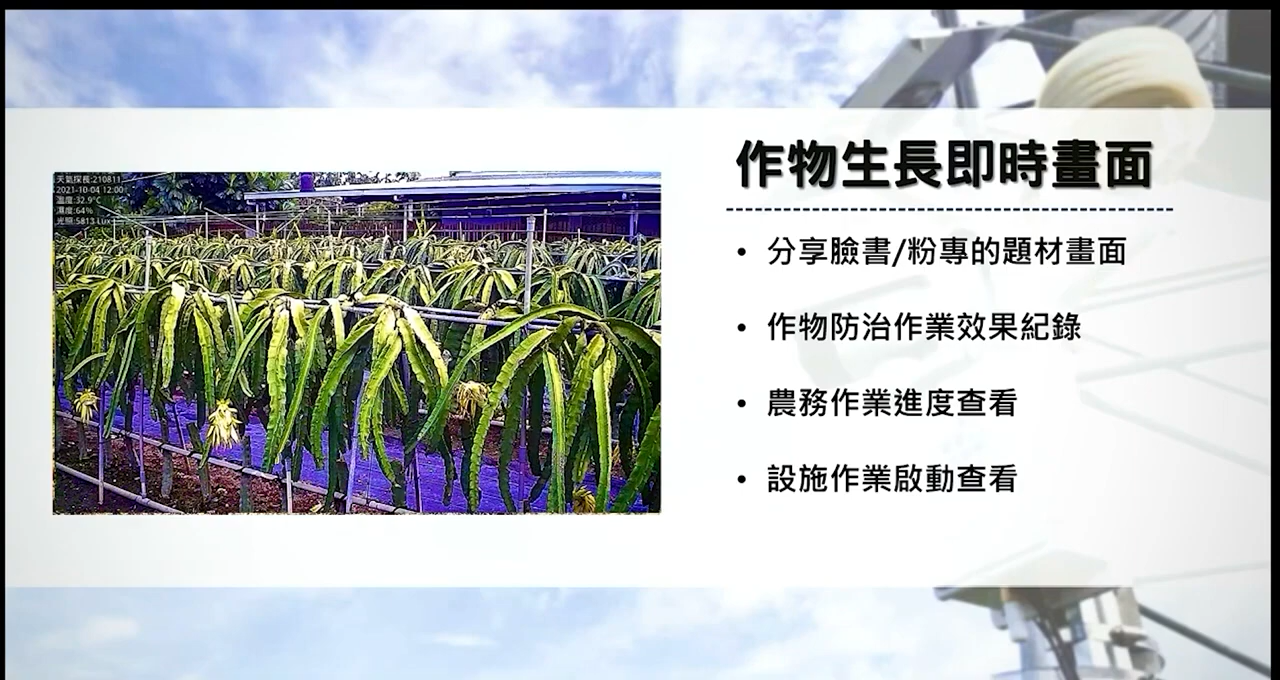 作物生長即時畫面
天氣探長:210811
2021-10-04 12:00
溫度:32.9°C
濕度:64%
光照:5813 Lux
• 分享臉書/粉專的題材畫面
• 作物防治作業效果紀錄
• 農務作業進度查看
• 設施作業啟動查看